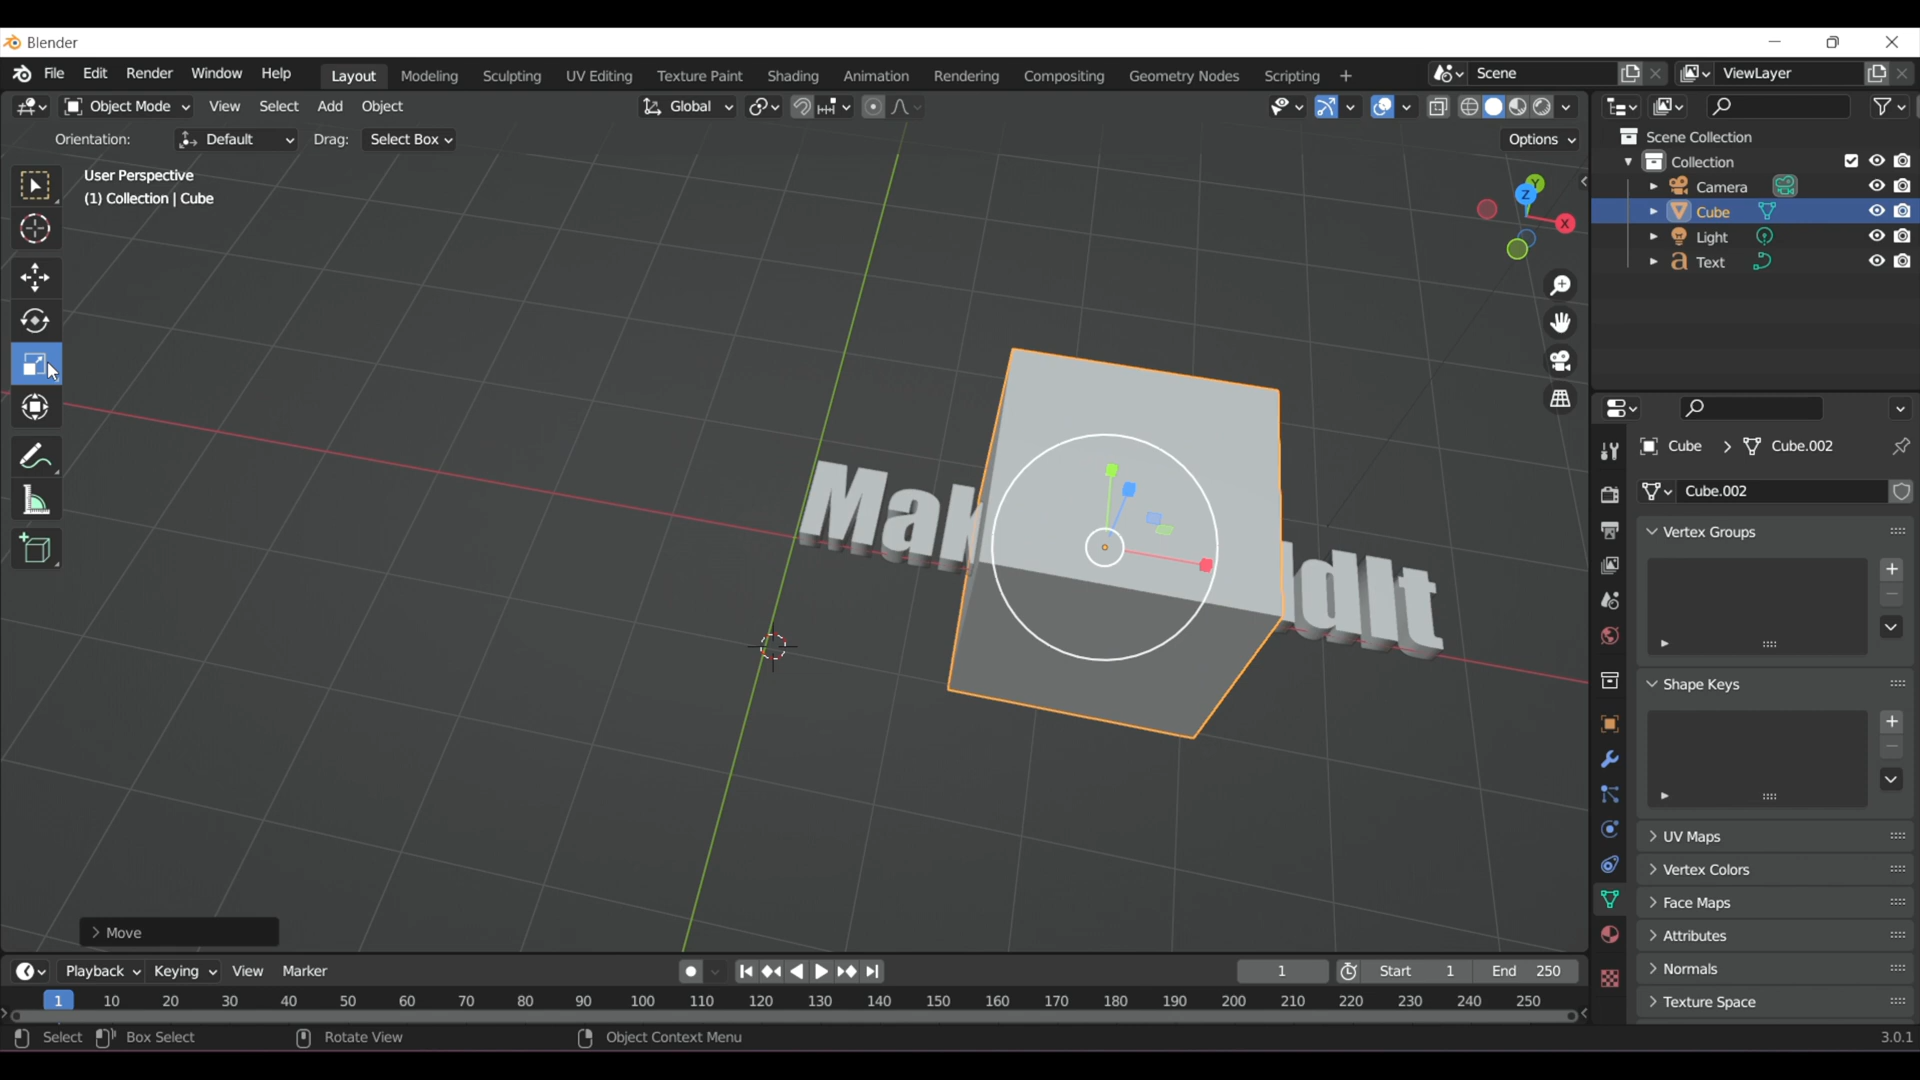 Blender
File Edit Render Window Help Layout Modeling Sculpting UV Editing Texture Paint Shading Animation Rendering Compositing Geometry Nodes Scripting + Scene ViewLayer
Object Mode View Select Add Object Global
Orientation: Default Drag: Select Box Options
User Perspective
(1) Collection | Cube
Z Y X
Scene Collection
Collection
Camera
Cube
Light
Text
Cube > Cube.002
Cube.002
Vertex Groups
Shape Keys
UV Maps
Vertex Colors
Face Maps
Attributes
Normals
Texture Space
Mak dIt
Move
Playback Keying View Marker 1 Start 1 End 250
1 10 20 30 40 50 60 70 80 90 100 110 120 130 140 150 160 170 180 190 200 210 220 230 240 250
Select Box Select Rotate View Object Context Menu 3.0.1